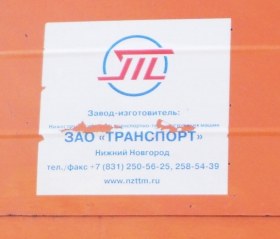 Завод-изготовитель:
ЗАО «ТРАНСПОРТ»
Нижний Новгород
тел./факс +7 (831) 250-56-25, 258-54-39
www.nzttm.ru